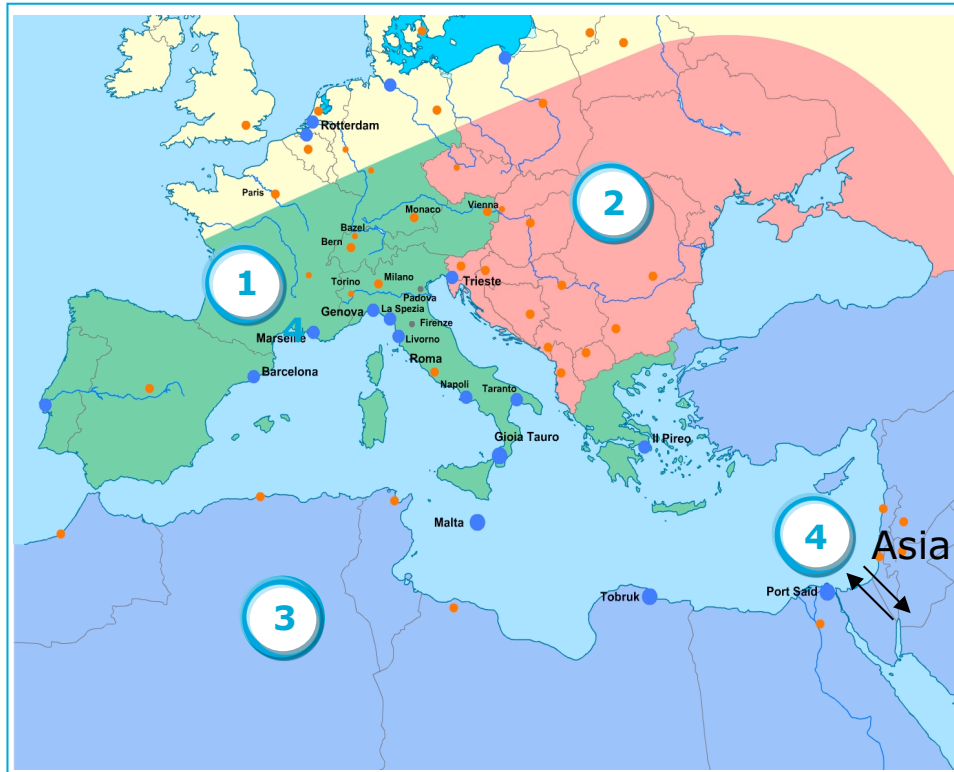 Rotterdam
Paris
Monaco
Vienna
2
Bazel
Bern
1
Torino
Milano
Trieste
Padova
Genova
La Spezia
4
Firenze
Marseille
Livorno
Roma
Barcelona
Napoli
Taranto
Gioia Tauro
Il Pireo
Malta
4
Asia
Port Said
Tobruk
3